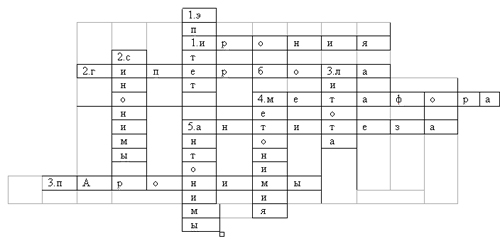 1.э
п
1.и р о н и я
2.с т
2.г и п е р б о 3.л а
н т и
о 4.м е т а ф о р а
н е о
и 5.а н т и т е з а
м н о а
ы т н
о и
3.п А р о н и м ы
и и
м я
ы